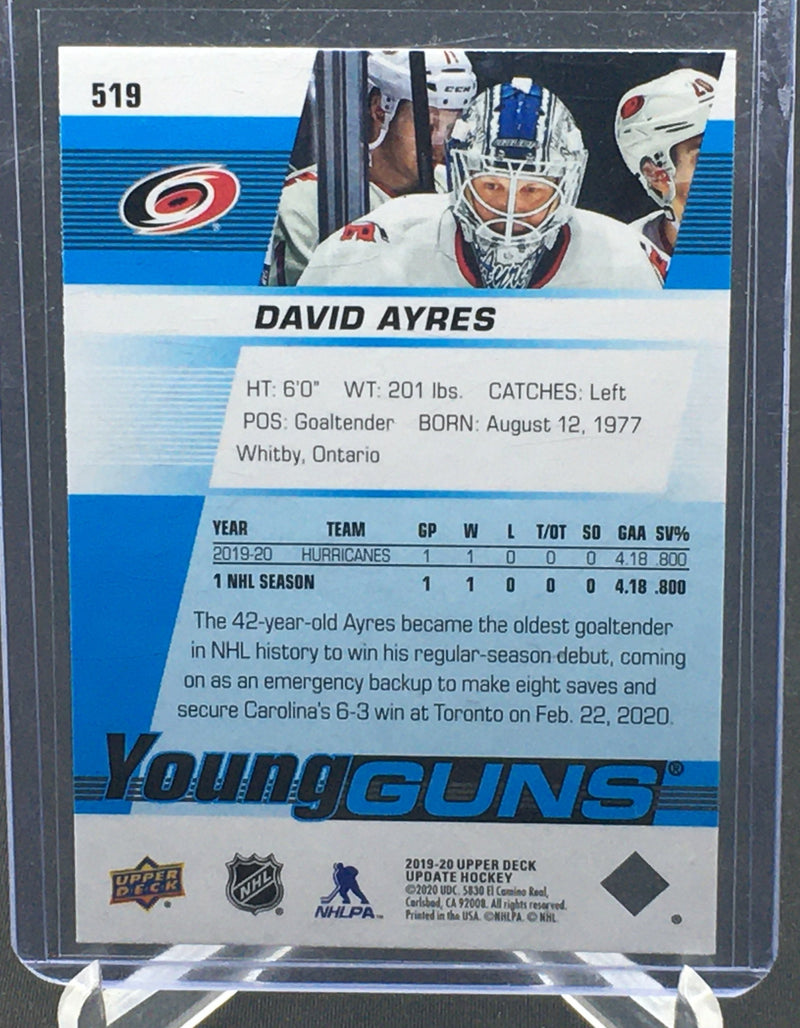 519
11
CCM
20
DAVID AYRES
HT: 6'0" WT: 201 lbs. CATCHES: Left
POS: Goaltender BORN: August 12, 1977
Whitby, Ontario
YEAR TEAM GP W L T/OT SO GAA SV%
2019-20 HURRICANES 1 1 0 0 0 4.18 .800
1 NHL SEASON 1 1 0 0 0 4.18 .800
The 42-year-old Ayres became the oldest goaltender
in NHL history to win his regular-season debut, coming
on as an emergency backup to make eight saves and
secure Carolina's 6-3 win at Toronto on Feb. 22, 2020.
Young GUNS®
UPPER DECK
NHL
NHLPA™
2019-20 UPPER DECK
UPDATE HOCKEY
©2020 UDC. 5830 El Camino Real,
Carlsbad, CA 92008. All rights reserved.
Printed in the USA. ©NHLPA. © NHL